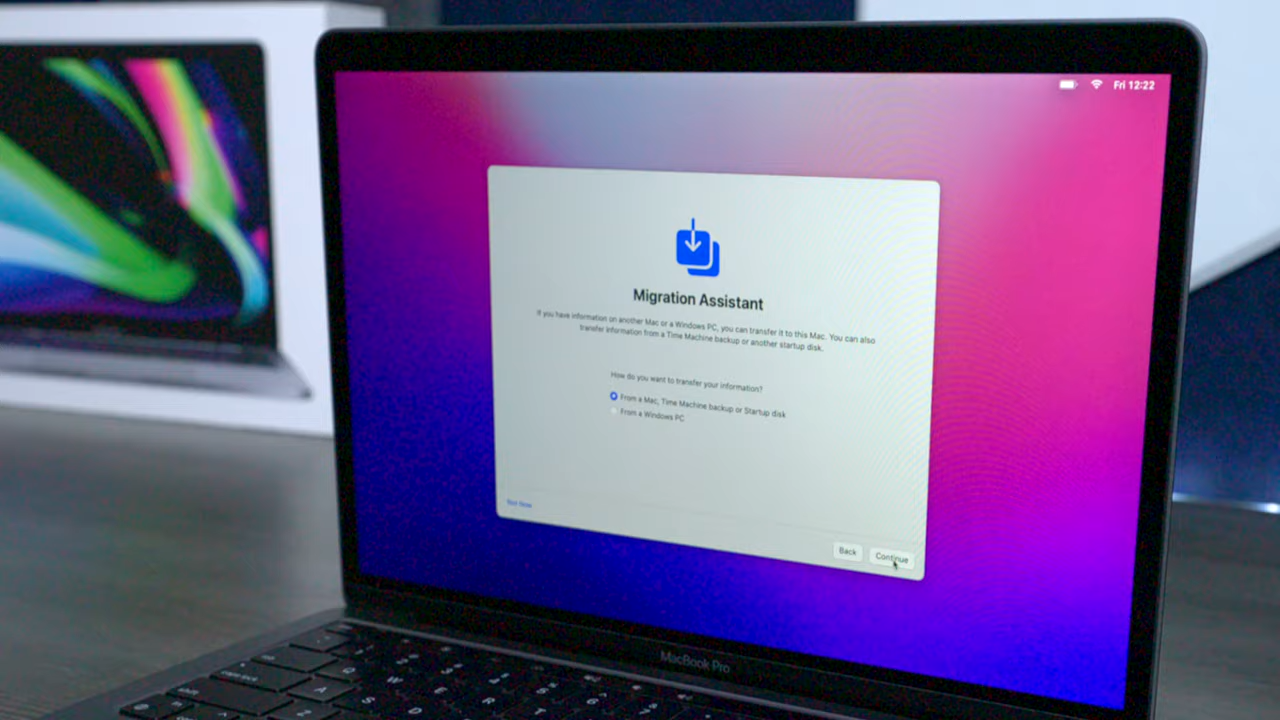 Fri 12:22
Migration Assistant
If you have information on another Mac or a Windows PC, you can transfer it to this Mac. You can also
transfer information from a Time Machine backup or another startup disk.
How do you want to transfer your information?
From a Mac, Time Machine backup or Startup disk
From a Windows PC
Not Now
Back
Continue
MacBook Pro
W E R T
A S D